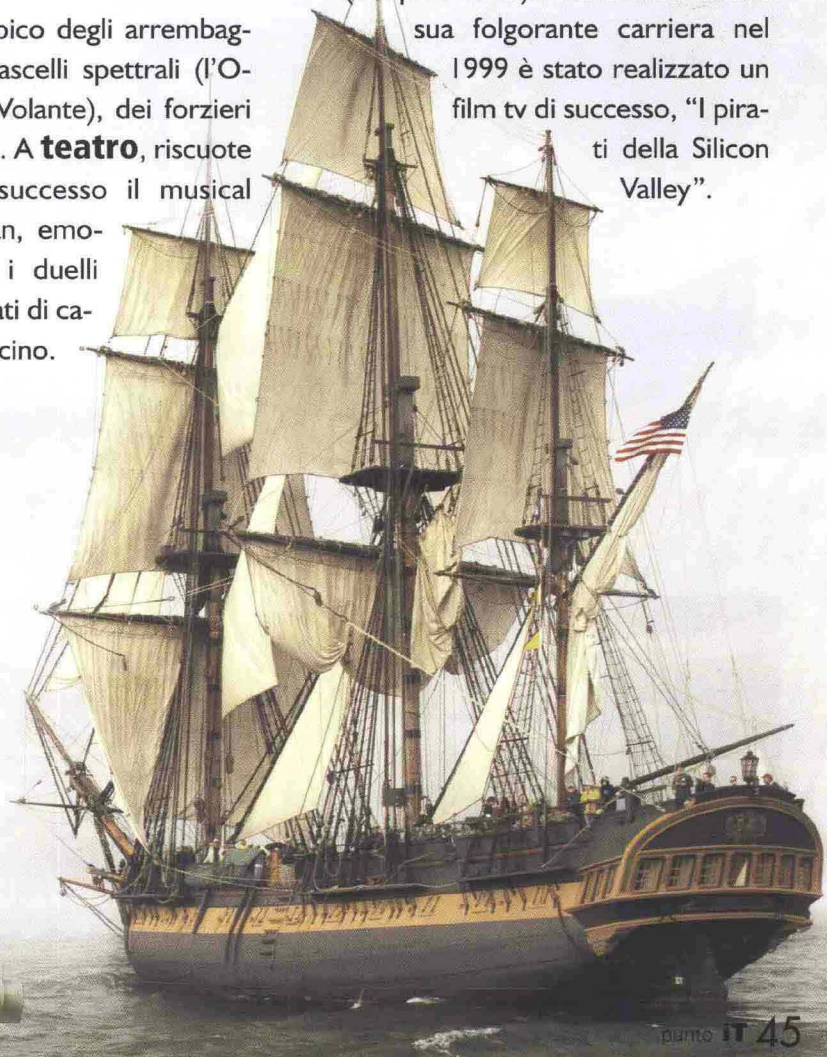 pico degli arrembag-
ascelli spettrali (l'O-
Volante), dei forzieri
. A teatro, riscuote
successo il musical
an, emo-
i duelli
ati di ca-
cino.
sua folgorante carriera nel
1999 è stato realizzato un
film tv di successo, “I pira-
ti della Silicon
Valley”.
punto iT 45